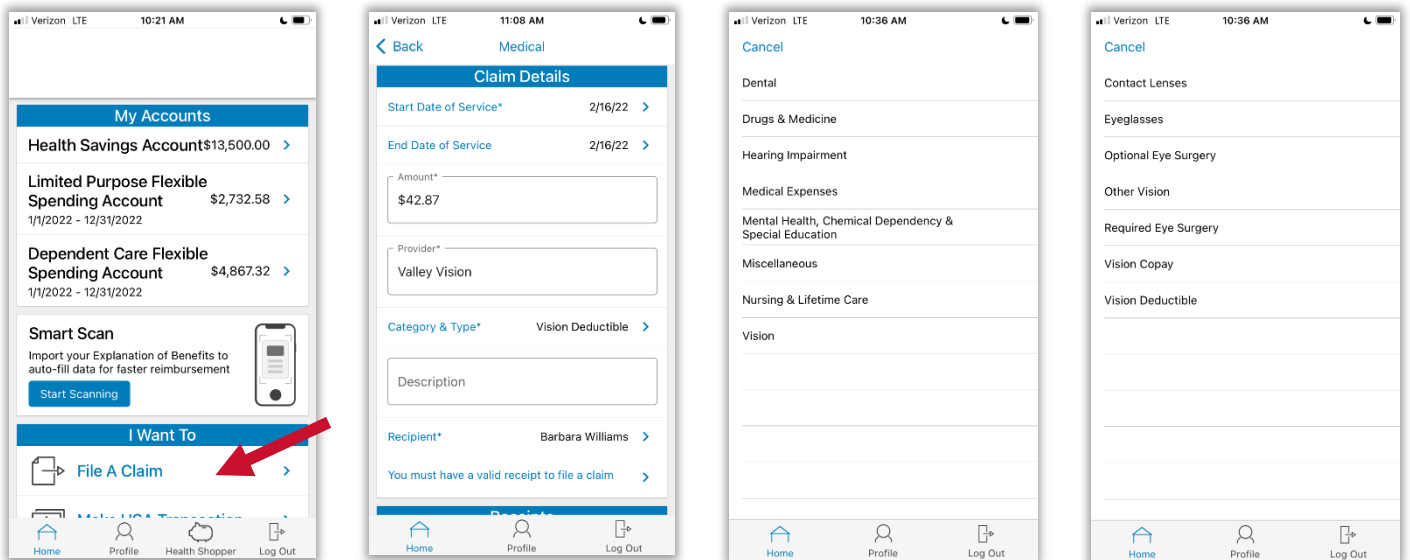 Verizon LTE 10:21 AM
My Accounts
Health Savings Account $13,500.00
Limited Purpose Flexible
Spending Account $2,732.58
1/1/2022 - 12/31/2022
Dependent Care Flexible
Spending Account $4,867.32
1/1/2022 - 12/31/2022
Smart Scan
Import your Explanation of Benefits to
auto-fill data for faster reimbursement
Start Scanning
I Want To
File A Claim
Make HSA Transaction
Home Profile Health Shopper Log Out
Verizon LTE 11:08 AM
Back Medical
Claim Details
Start Date of Service* 2/16/22
End Date of Service 2/16/22
Amount*
$42.87
Provider*
Valley Vision
Category & Type* Vision Deductible
Description
Recipient* Barbara Williams
You must have a valid receipt to file a claim
Receipts
Home Profile Log Out
Verizon LTE 10:36 AM
Cancel
Dental
Drugs & Medicine
Hearing Impairment
Medical Expenses
Mental Health, Chemical Dependency &
Special Education
Miscellaneous
Nursing & Lifetime Care
Vision
Home Profile Log Out
Verizon LTE 10:36 AM
Cancel
Contact Lenses
Eyeglasses
Optional Eye Surgery
Other Vision
Required Eye Surgery
Vision Copay
Vision Deductible
Home Profile Log Out